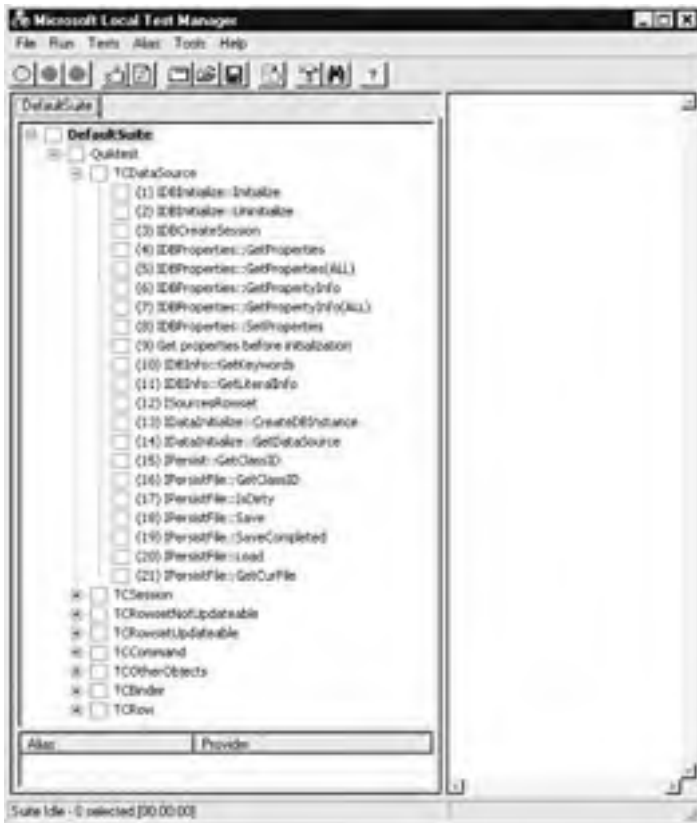 Microsoft Local Test Manager
File Run Tests Alias Tools Help
DefaultSuite
DefaultSuite
Quiktest
TCDataSource
(1) IDBInitialize::Initialize
(2) IDBInitialize::Uninitialize
(3) IDBCreateSession
(4) IDBProperties::GetProperties
(5) IDBProperties::GetProperties(ALL)
(6) IDBProperties::GetPropertyInfo
(7) IDBProperties::GetPropertyInfo(ALL)
(8) IDBProperties::SetProperties
(9) Get properties before initialization
(10) IDBInfo::GetKeywords
(11) IDBInfo::GetLiteralInfo
(12) ISourcesRowset
(13) IDataInitialize::CreateDBInstance
(14) IDataInitialize::GetDataSource
(15) IPersist::GetClassID
(16) IPersistFile::GetClassID
(17) IPersistFile::IsDirty
(18) IPersistFile::Save
(19) IPersistFile::SaveCompleted
(20) IPersistFile::Load
(21) IPersistFile::GetCurFile
TCSession
TCRowsetNotUpdateable
TCRowsetUpdateable
TCCommand
TCOtherObjects
TCBinder
TCRow
Alias Provider
Suite Idle - 0 selected [00:00:00]